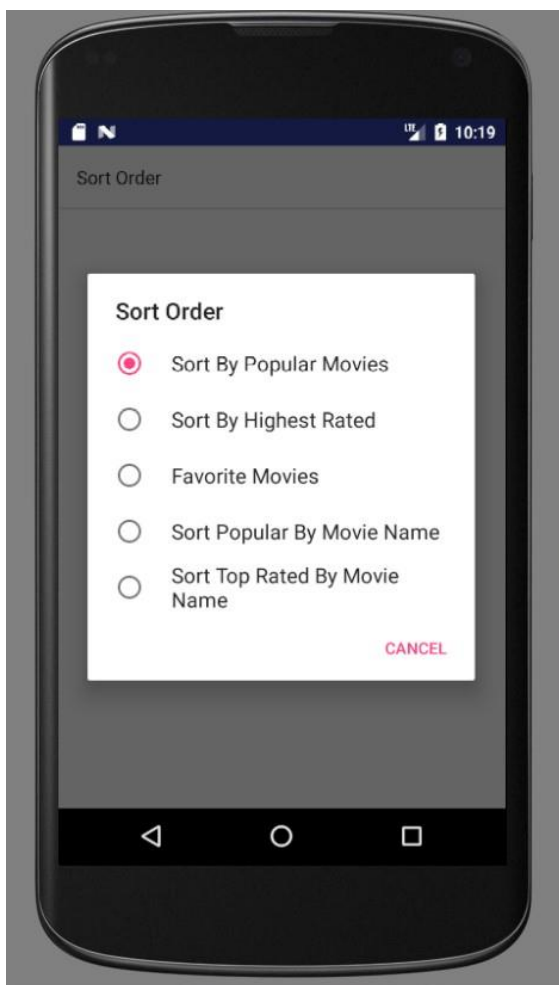 LTE 10:19
Sort Order
Sort Order
Sort By Popular Movies
Sort By Highest Rated
Favorite Movies
Sort Popular By Movie Name
Sort Top Rated By Movie
Name
CANCEL